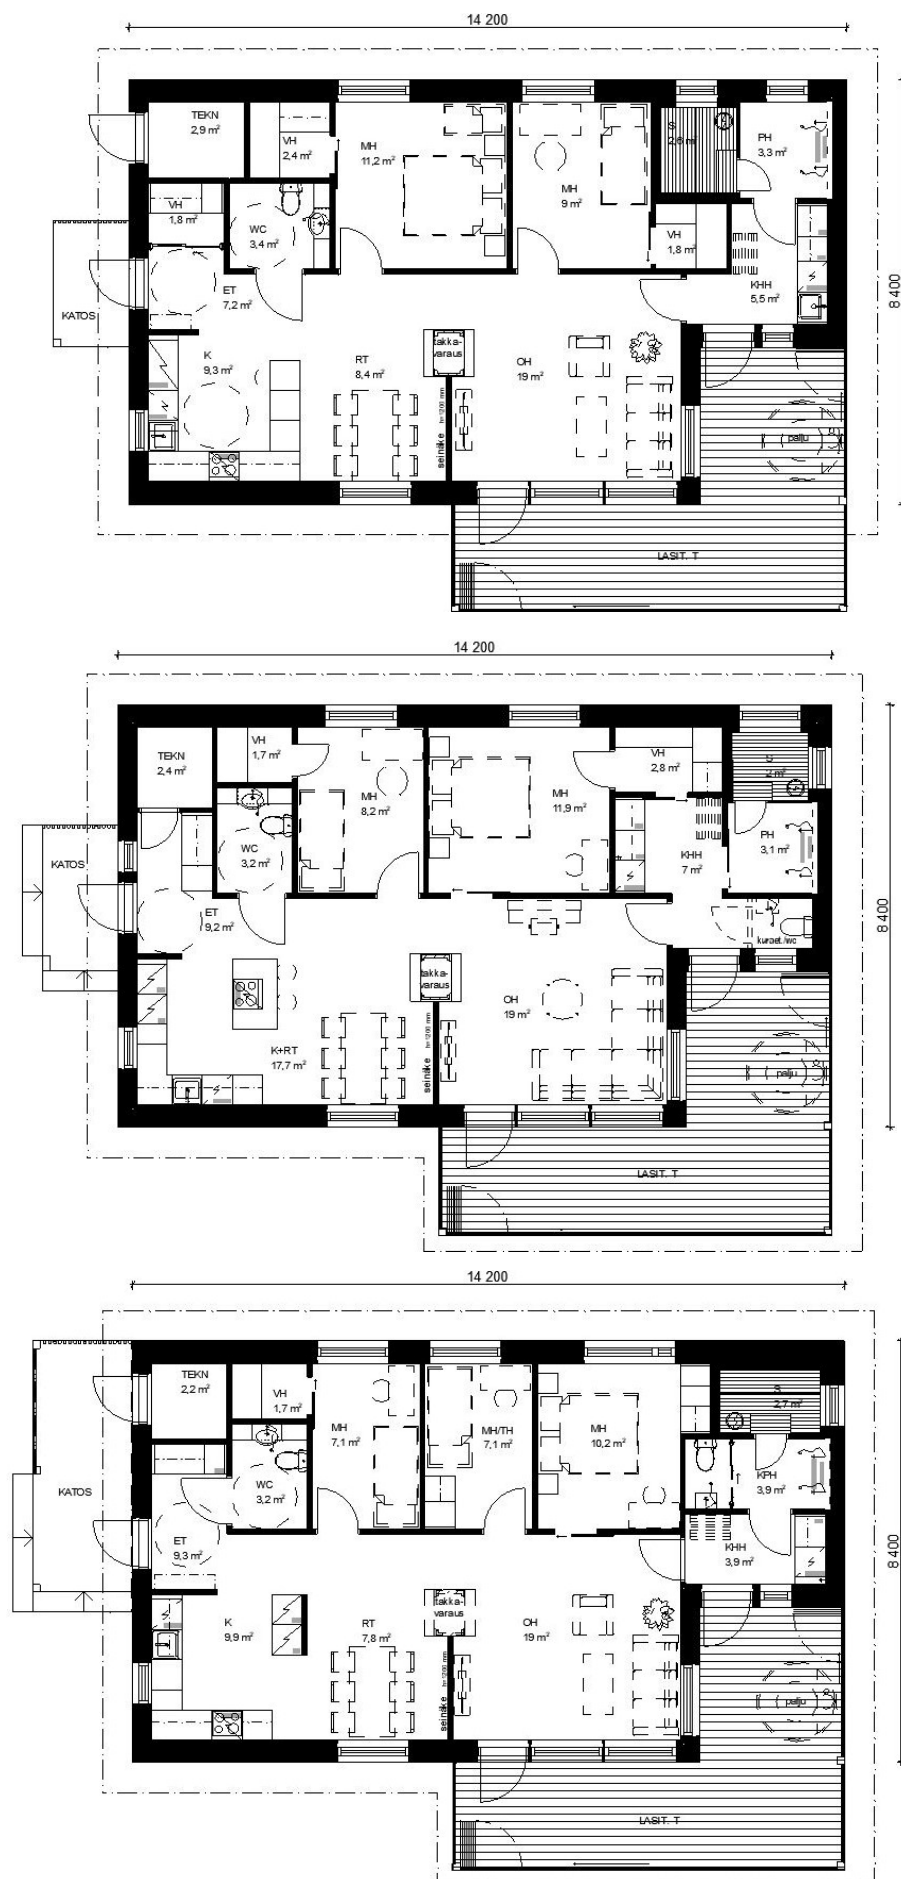 14 200
TEKN
2,9 m²
VH
2,4 m²
MH
11,2 m²
MH
9 m²
S
2,6 m²
PH
3,3 m²
VH
1,8 m²
WC
3,4 m²
VH
1,8 m²
KHH
5,5 m²
8 400
KATOS
ET
7,2 m²
K
9,3 m²
RT
8,4 m²
takka-
varaus
OH
19 m²
seinäke h=1200 mm
palju
LASIT. T
14 200
TEKN
2,4 m²
VH
1,7 m²
MH
8,2 m²
MH
11,9 m²
VH
2,8 m²
S
2 m²
KATOS
WC
3,2 m²
KHH
7 m²
PH
3,1 m²
8 400
ET
9,2 m²
kuraet./wc
takka-
varaus
OH
19 m²
K+RT
17,7 m²
seinäke h=1200 mm
palju
LASIT. T
14 200
TEKN
2,2 m²
VH
1,7 m²
MH
7,1 m²
MH/TH
7,1 m²
MH
10,2 m²
S
2,7 m²
KATOS
WC
3,2 m²
KPH
3,9 m²
ET
9,3 m²
KHH
3,9 m²
8 400
K
9,9 m²
RT
7,8 m²
takka-
varaus
OH
19 m²
seinäke h=1200 mm
palju
LASIT. T